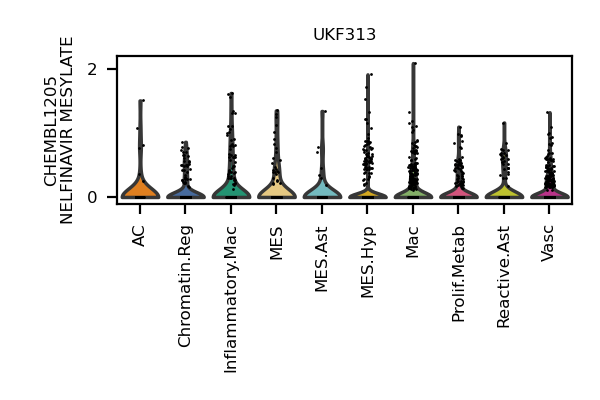 UKF313
CHEMBL1205
NELFINAVIR MESYLATE
2
0
AC
Chromatin.Reg
Inflammatory.Mac
MES
MES.Ast
MES.Hyp
Mac
Prolif.Metab
Reactive.Ast
Vasc